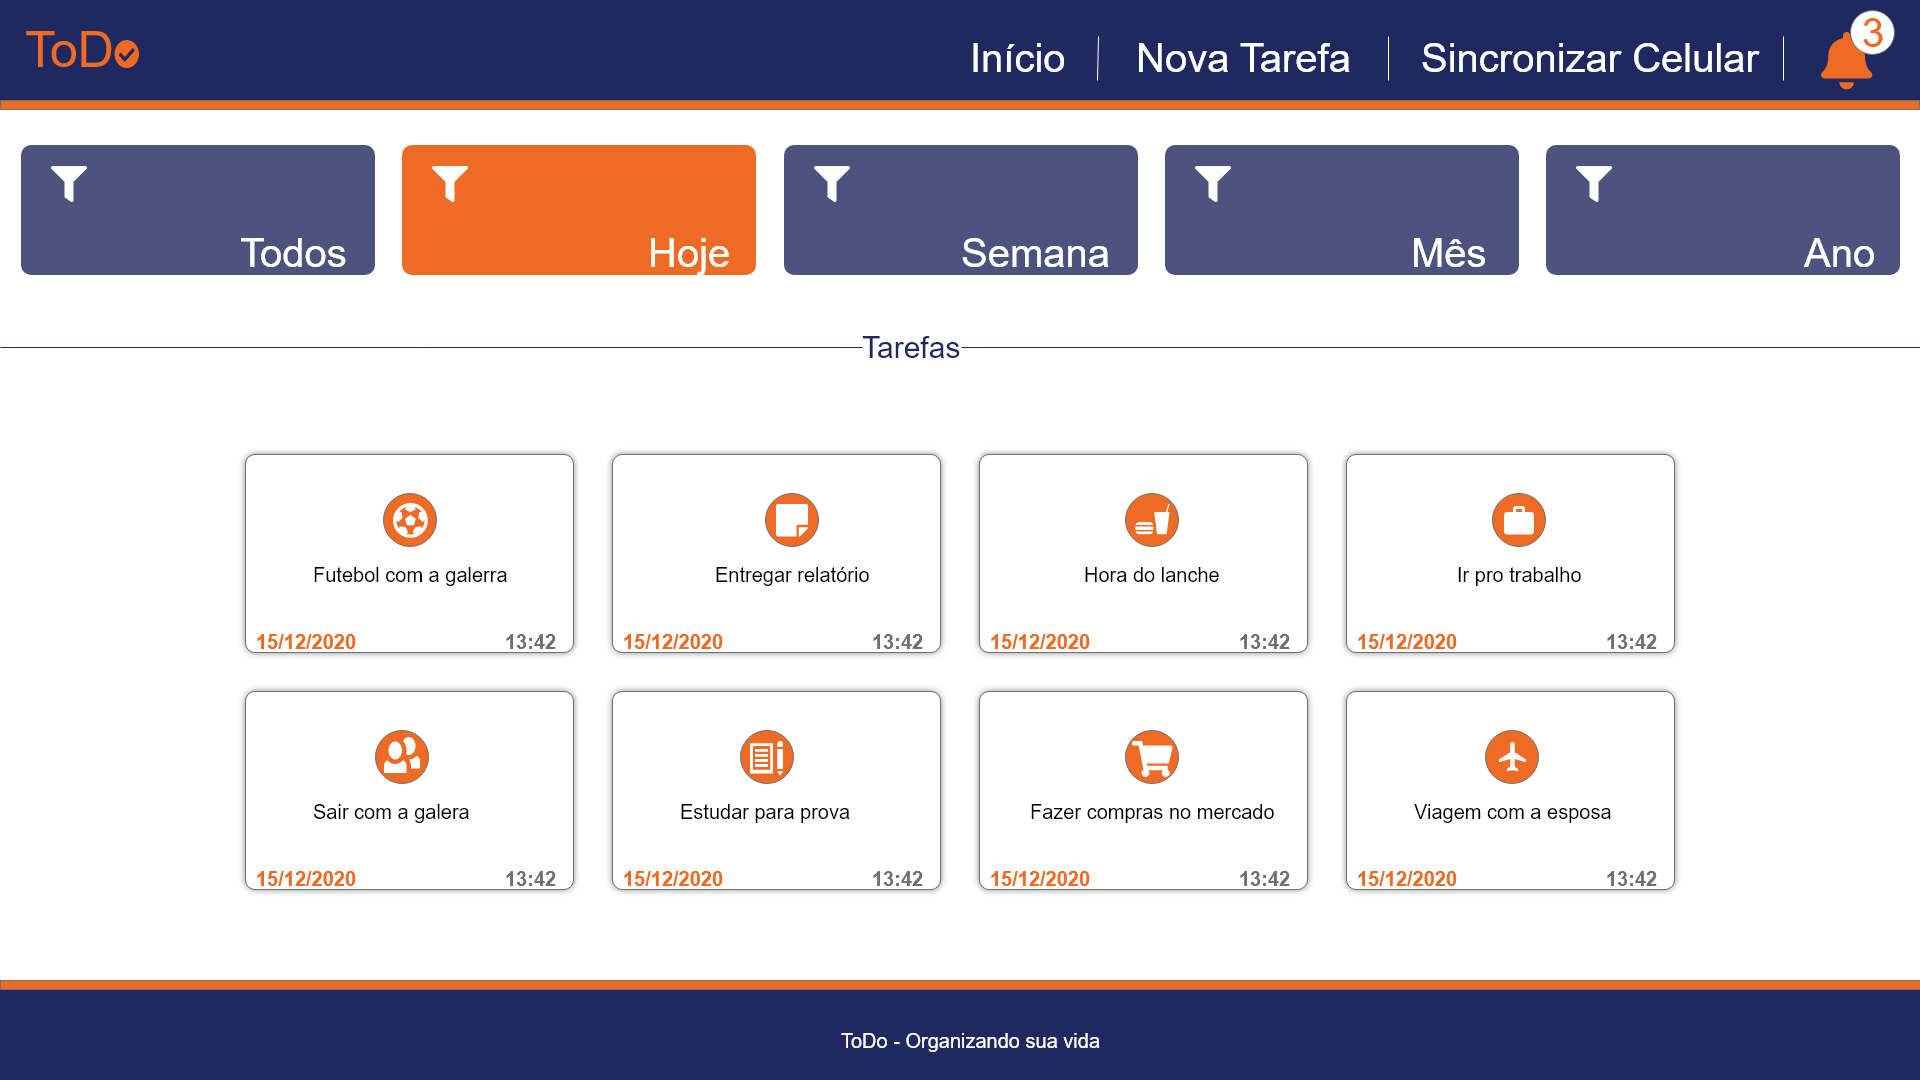 ToDo
Início
Nova Tarefa
Sincronizar Celular
3
Todos
Hoje
Semana
Mês
Ano
Tarefas
Futebol com a galerra
15/12/2020 13:42
Entregar relatório
15/12/2020 13:42
Hora do lanche
15/12/2020 13:42
Ir pro trabalho
15/12/2020 13:42
Sair com a galera
15/12/2020 13:42
Estudar para prova
15/12/2020 13:42
Fazer compras no mercado
15/12/2020 13:42
Viagem com a esposa
15/12/2020 13:42
ToDo - Organizando sua vida